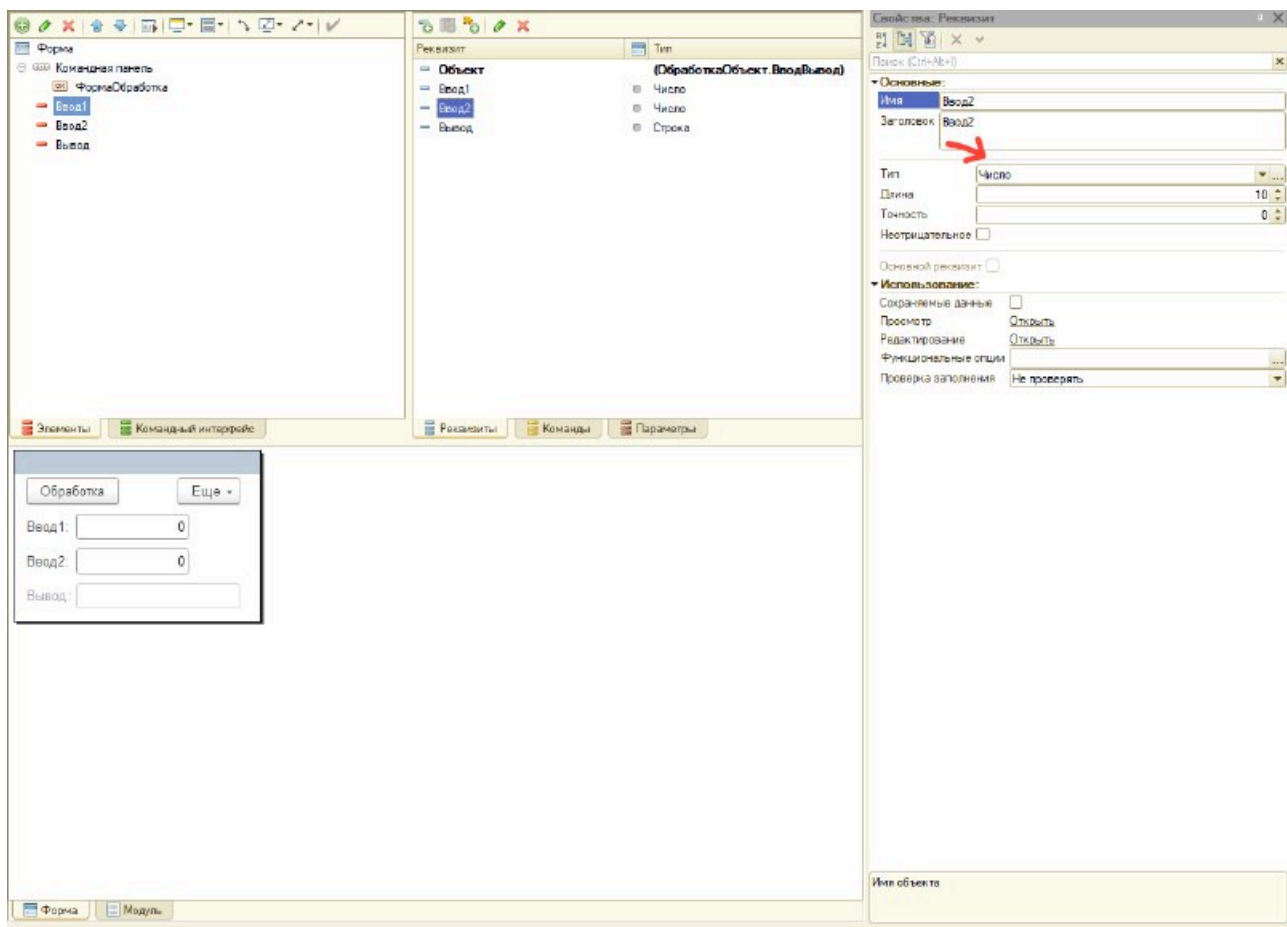 Свойства: Реквизит
Поиск (Ctrl+Alt+I)
Форма
Командная панель
OK ФормаОбработка
Ввод1
Ввод2
Вывод
Реквизит Тип
Объект (ОбработкаОбъект.ВводВывод)
Ввод1 Число
Ввод2 Число
Вывод Строка
Основные:
Имя Ввод2
Заголовок Ввод2
Тип Число ...
Длина 10
Точность 0
Неотрицательное
Основной реквизит
Использование:
Сохраняемые данные
Просмотр Открыть
Редактирование Открыть
Функциональные опции ...
Проверка заполнения Не проверять
Элементы Командный интерфейс
Реквизиты Команды Параметры
Обработка Еще
Ввод1: 0
Ввод2: 0
Вывод:
Имя объекта
Форма Модуль